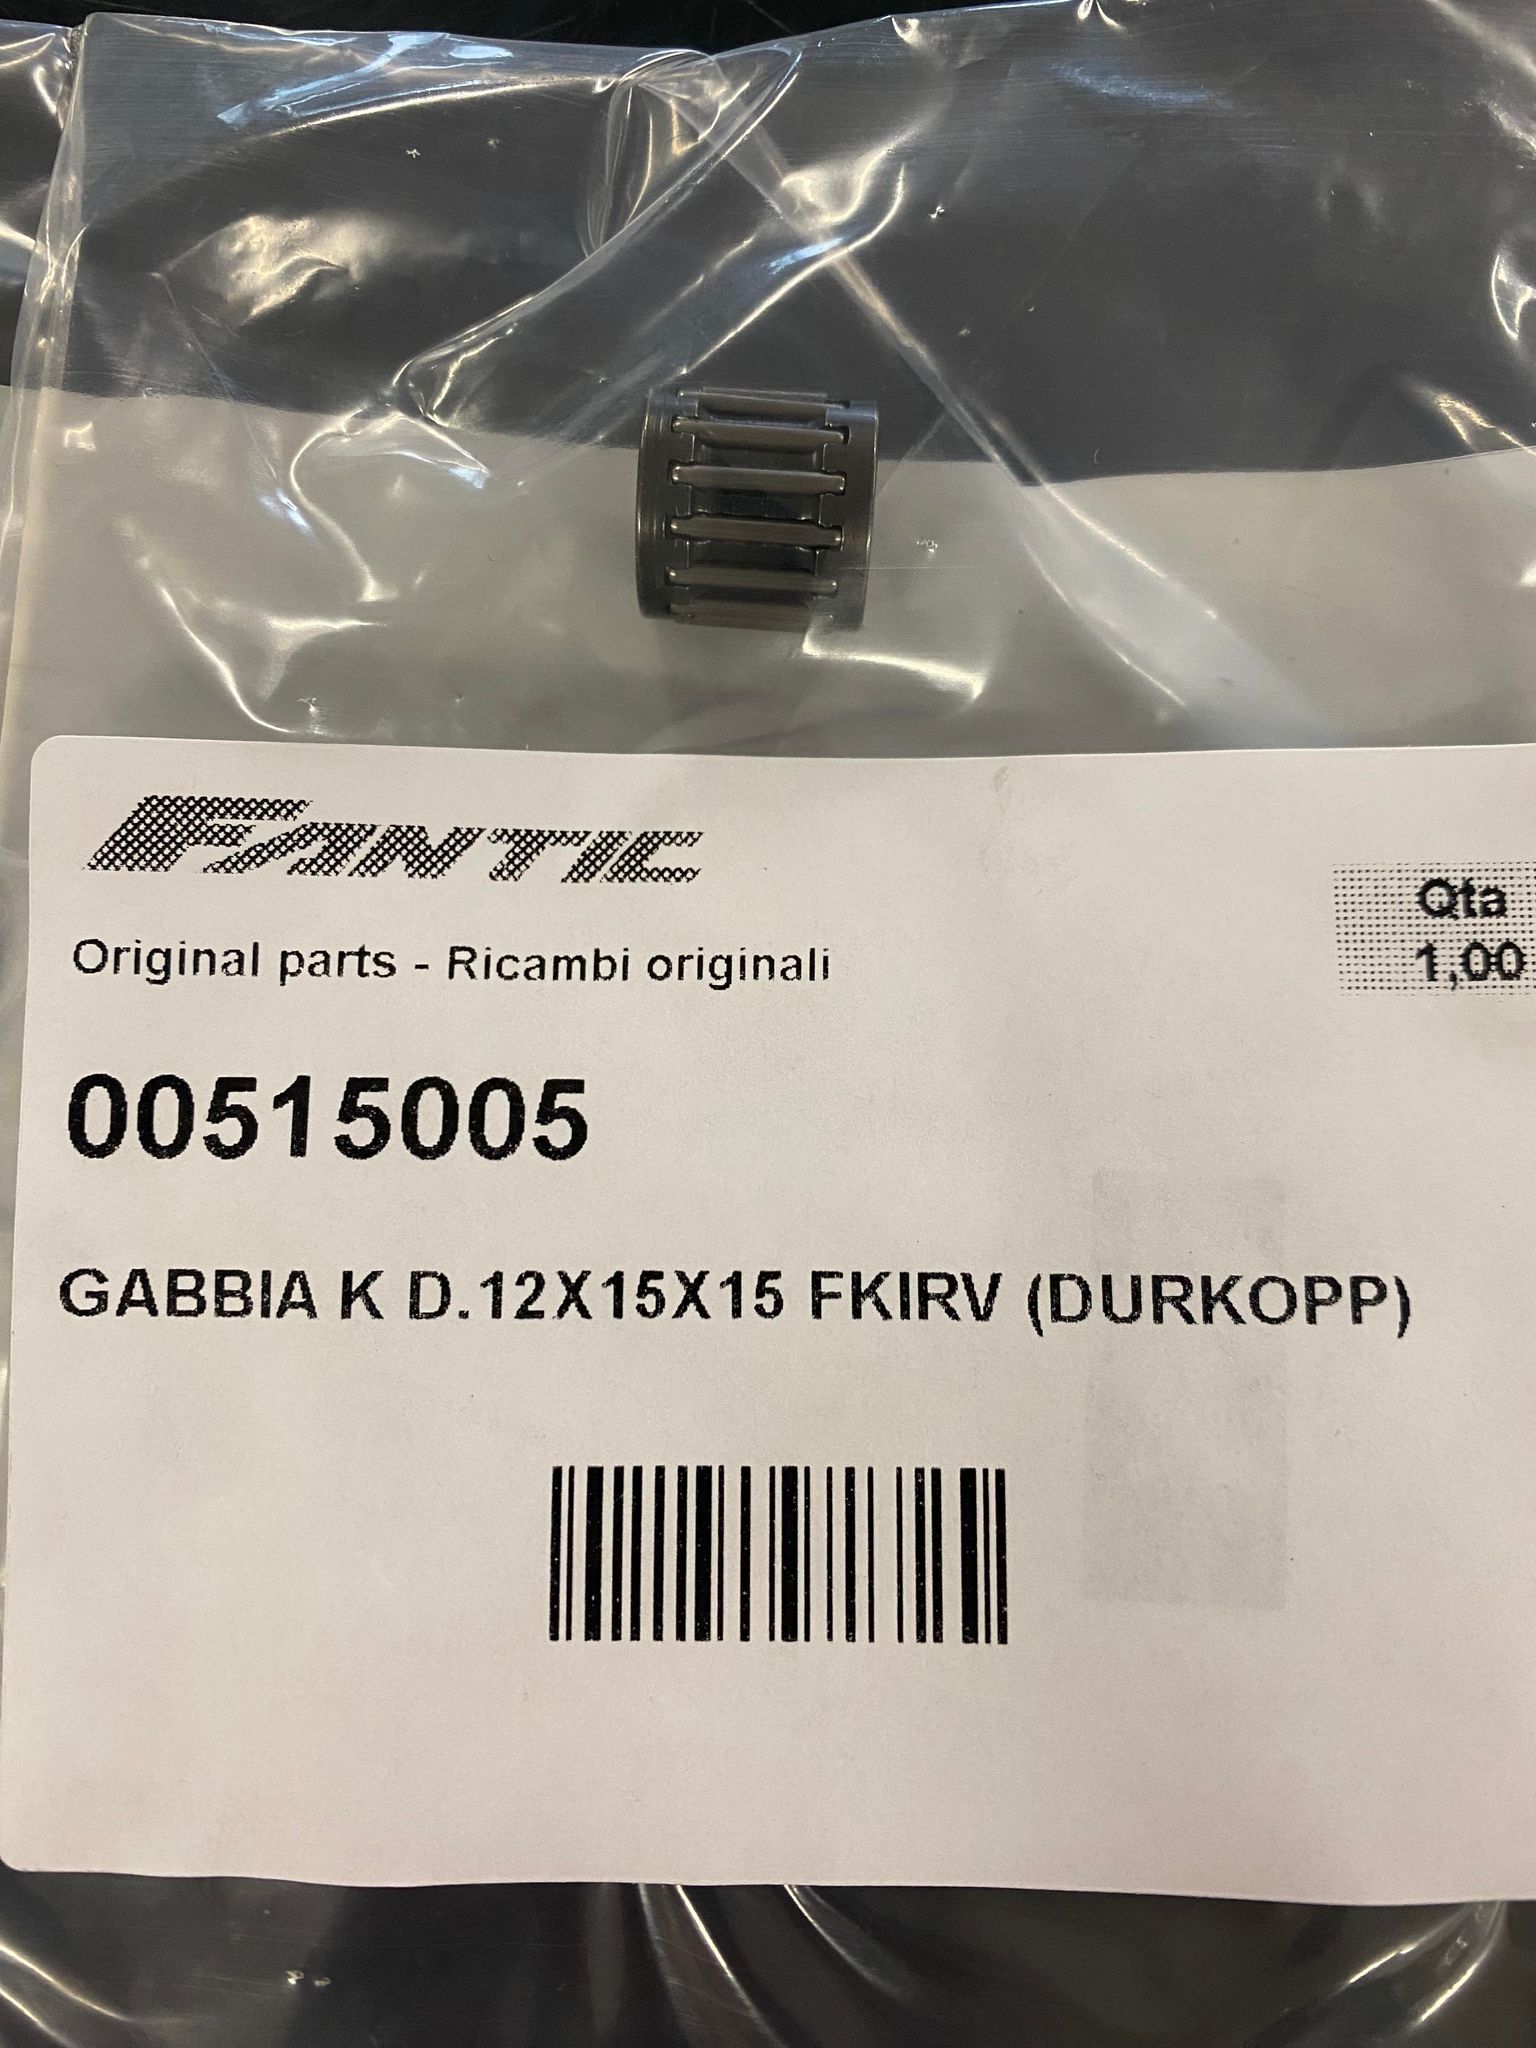 FANTIC
Original parts - Ricambi originali
Qta
1,00
00515005
GABBIA K D.12X15X15 FKIRV (DURKOPP)